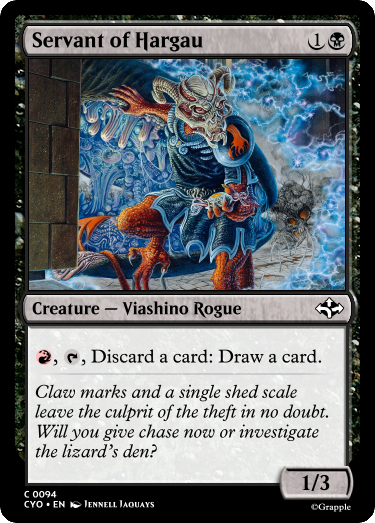 Servant of Hargau 1
Creature — Viashino Rogue
, , Discard a card: Draw a card.
Claw marks and a single shed scale
leave the culprit of the theft in no doubt.
Will you give chase now or investigate
the lizard's den?
1/3
C 0094
CYO • EN JENNELL JAQUAYS
©Grapple